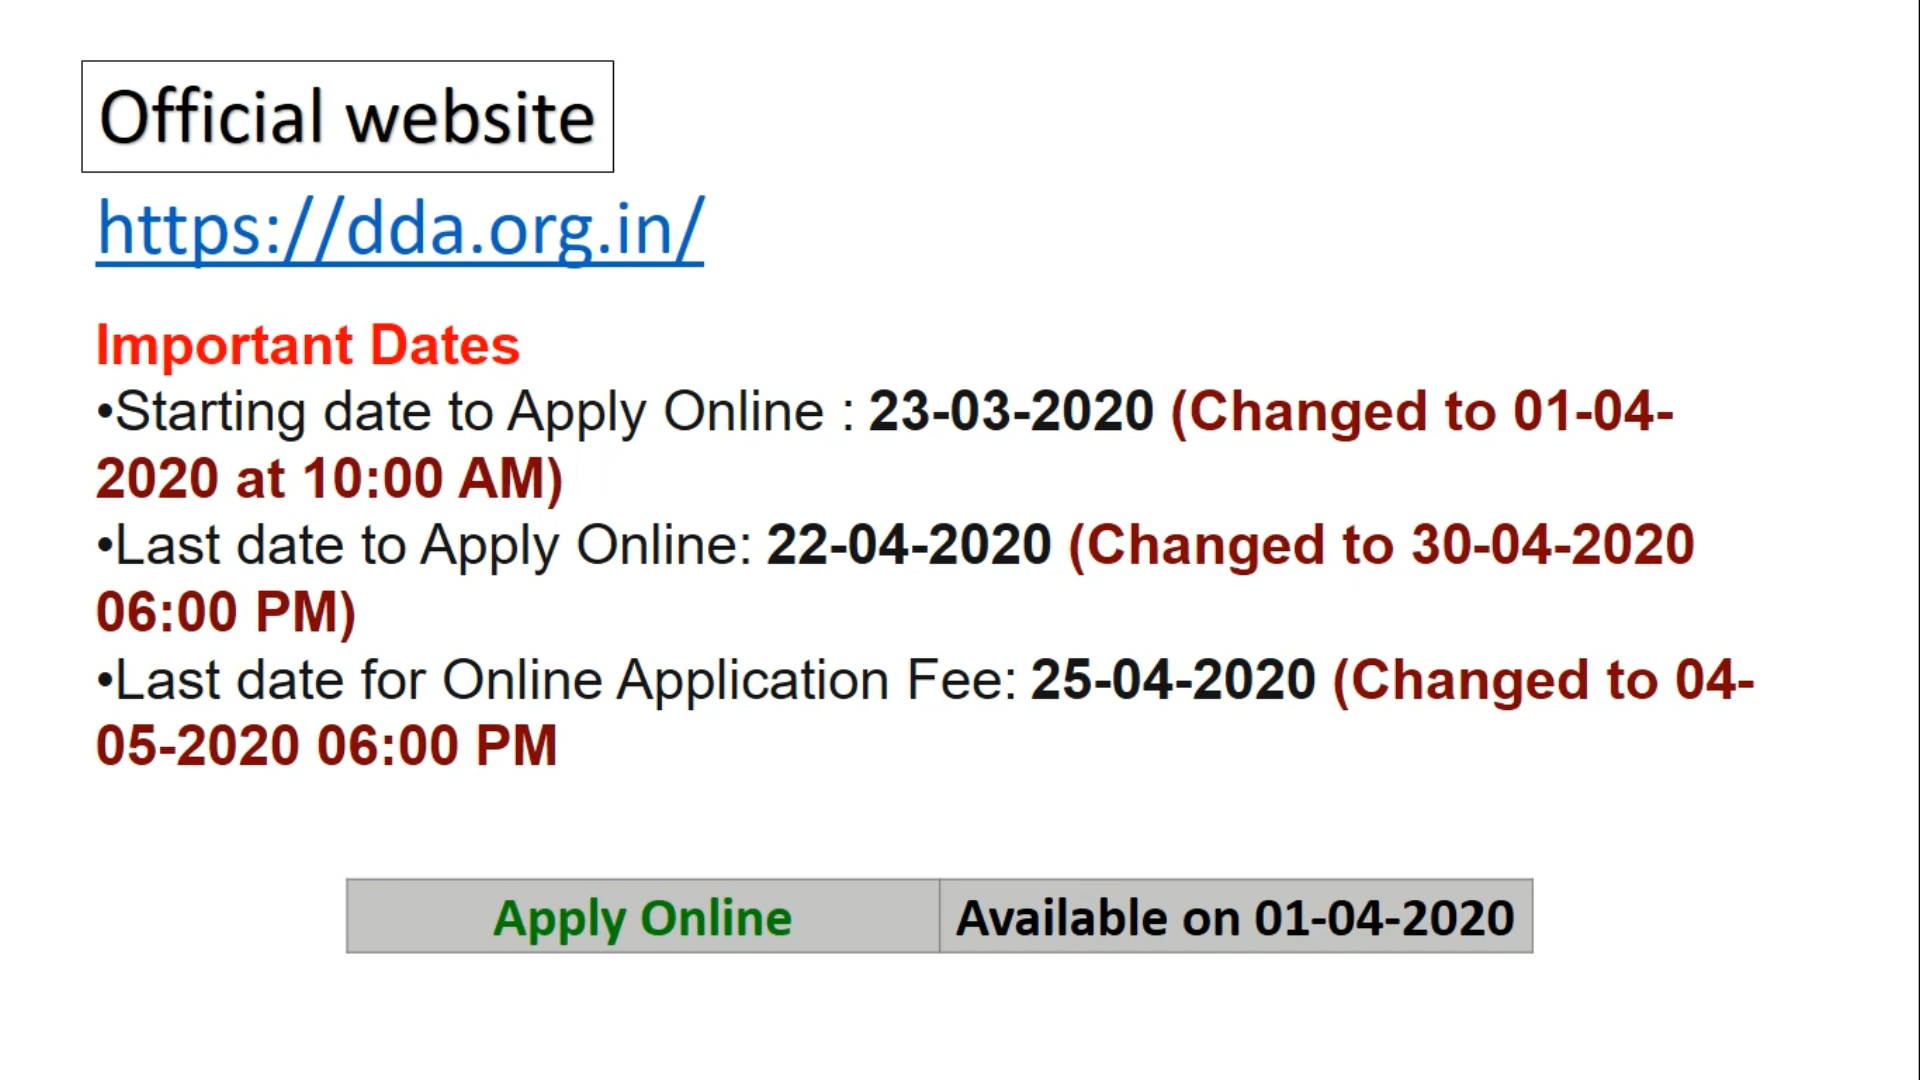 Official website
https://dda.org.in/
Important Dates
•Starting date to Apply Online : 23-03-2020 (Changed to 01-04-
2020 at 10:00 AM)
•Last date to Apply Online: 22-04-2020 (Changed to 30-04-2020
06:00 PM)
•Last date for Online Application Fee: 25-04-2020 (Changed to 04-
05-2020 06:00 PM
Apply Online Available on 01-04-2020